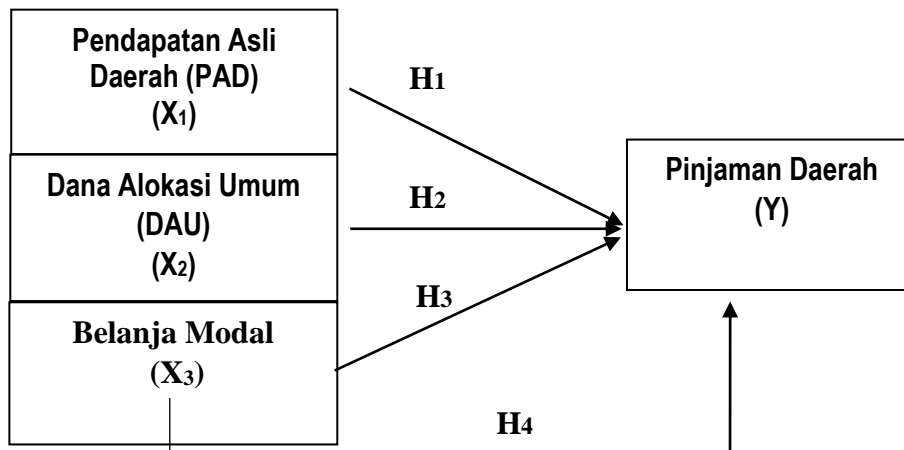 Pendapatan Asli
Daerah (PAD)
(X₁)
H1
Dana Alokasi Umum
(DAU)
(X₂)
H2
Pinjaman Daerah
(Y)
Belanja Modal
(X₃)
H3
H4